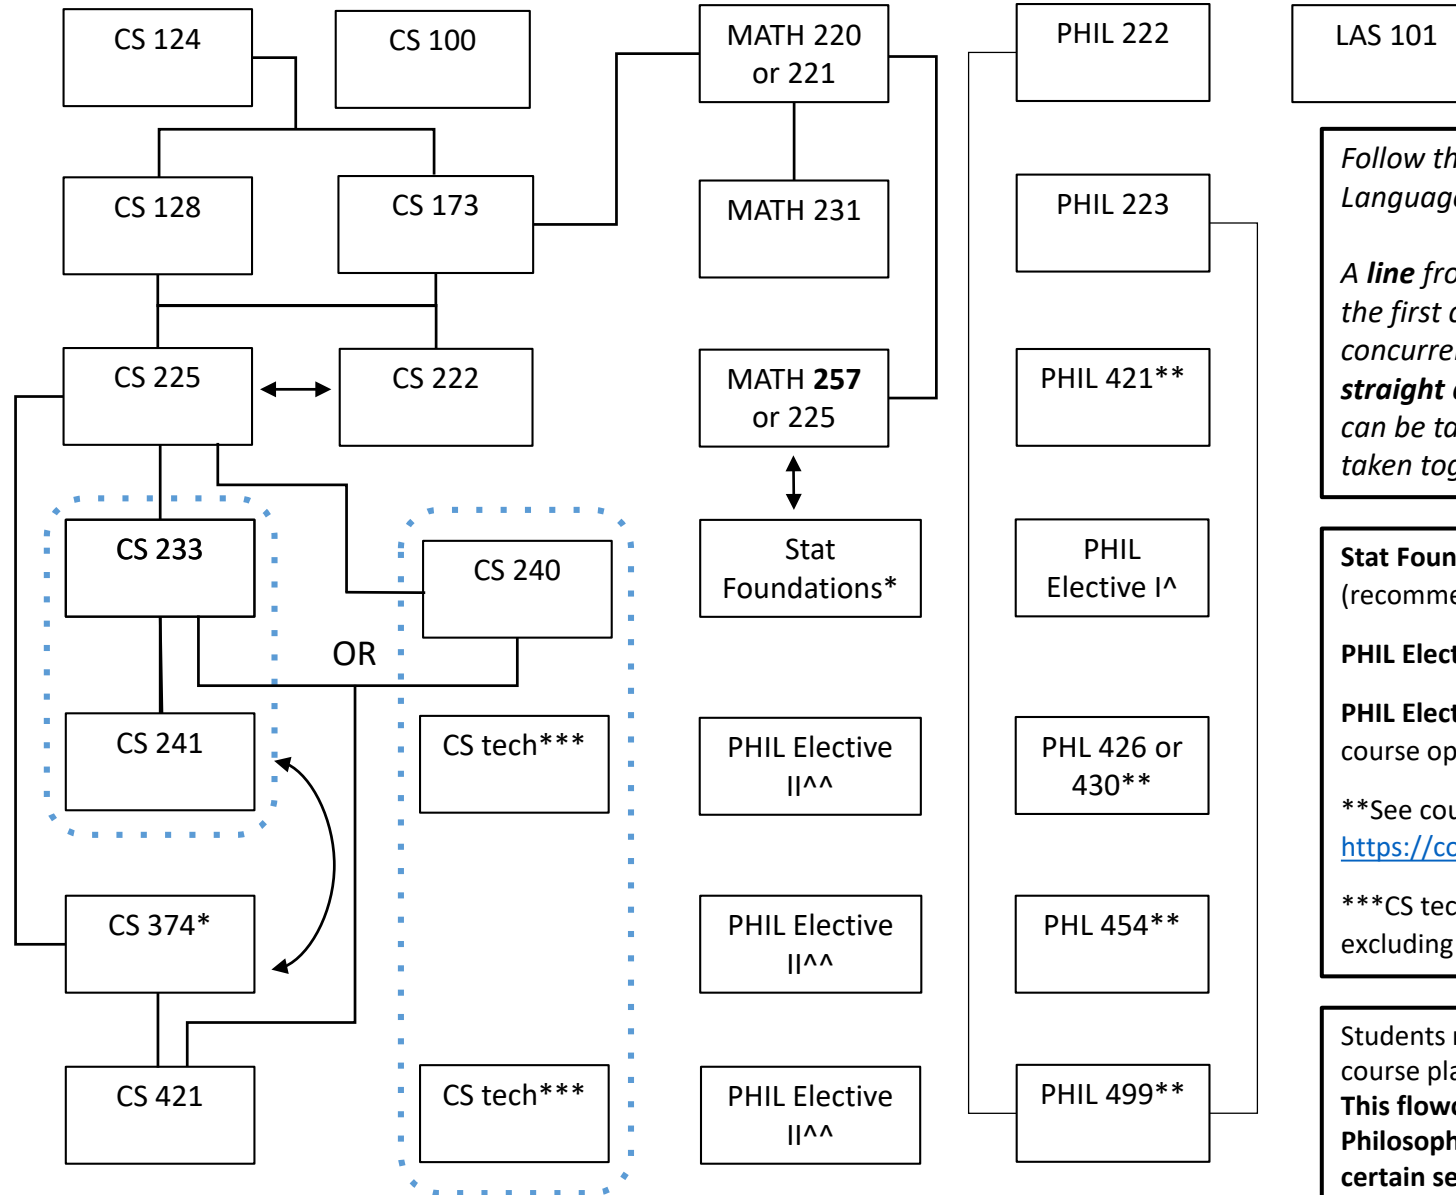 CS 124
CS 100
MATH 220
or 221
PHIL 222
LAS 101
CS 128
CS 173
MATH 231
PHIL 223
Follow th
Language
A line fro
the first c
concurre
straight
can be ta
taken tog
CS 225
CS 222
MATH 257
or 225
PHIL 421**
CS 233
CS 240
Stat
Foundations*
PHIL
Elective I^
OR
Stat Foun
(recomme
PHIL Elect
PHIL Elect
course op
**See cou
https://co
***CS tec
excluding
CS 241
CS tech***
PHIL Elective
II^^
PHL 426 or
430**
CS 374*
PHIL Elective
II^^
PHL 454**
CS 421
CS tech***
PHIL Elective
II^^
PHIL 499**
Students
course pla
This flow
Philosoph
certain se